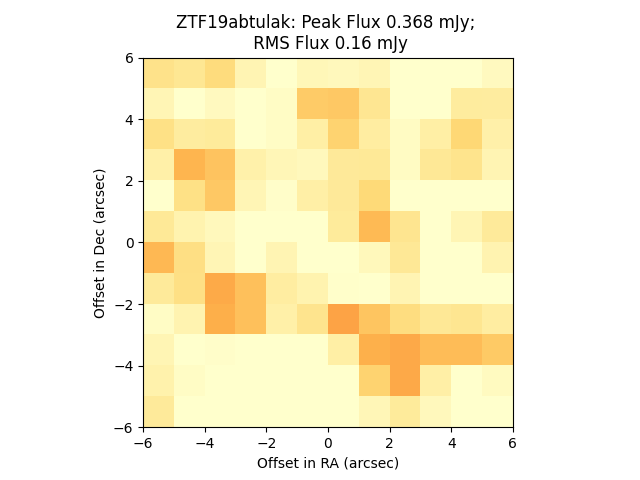 ZTF19abtulak: Peak Flux 0.368 mJy;
RMS Flux 0.16 mJy
6
4
2
0
−2
−4
−6
Offset in Dec (arcsec)
−6 −4 −2 0 2 4 6
Offset in RA (arcsec)